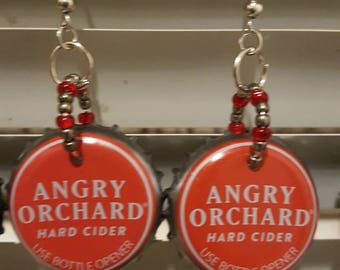 ANGRY
ORCHARD®
HARD CIDER
USE BOTTLE OPENER
ANGRY
ORCHARD®
HARD CIDER
USE BOTTLE OPENER